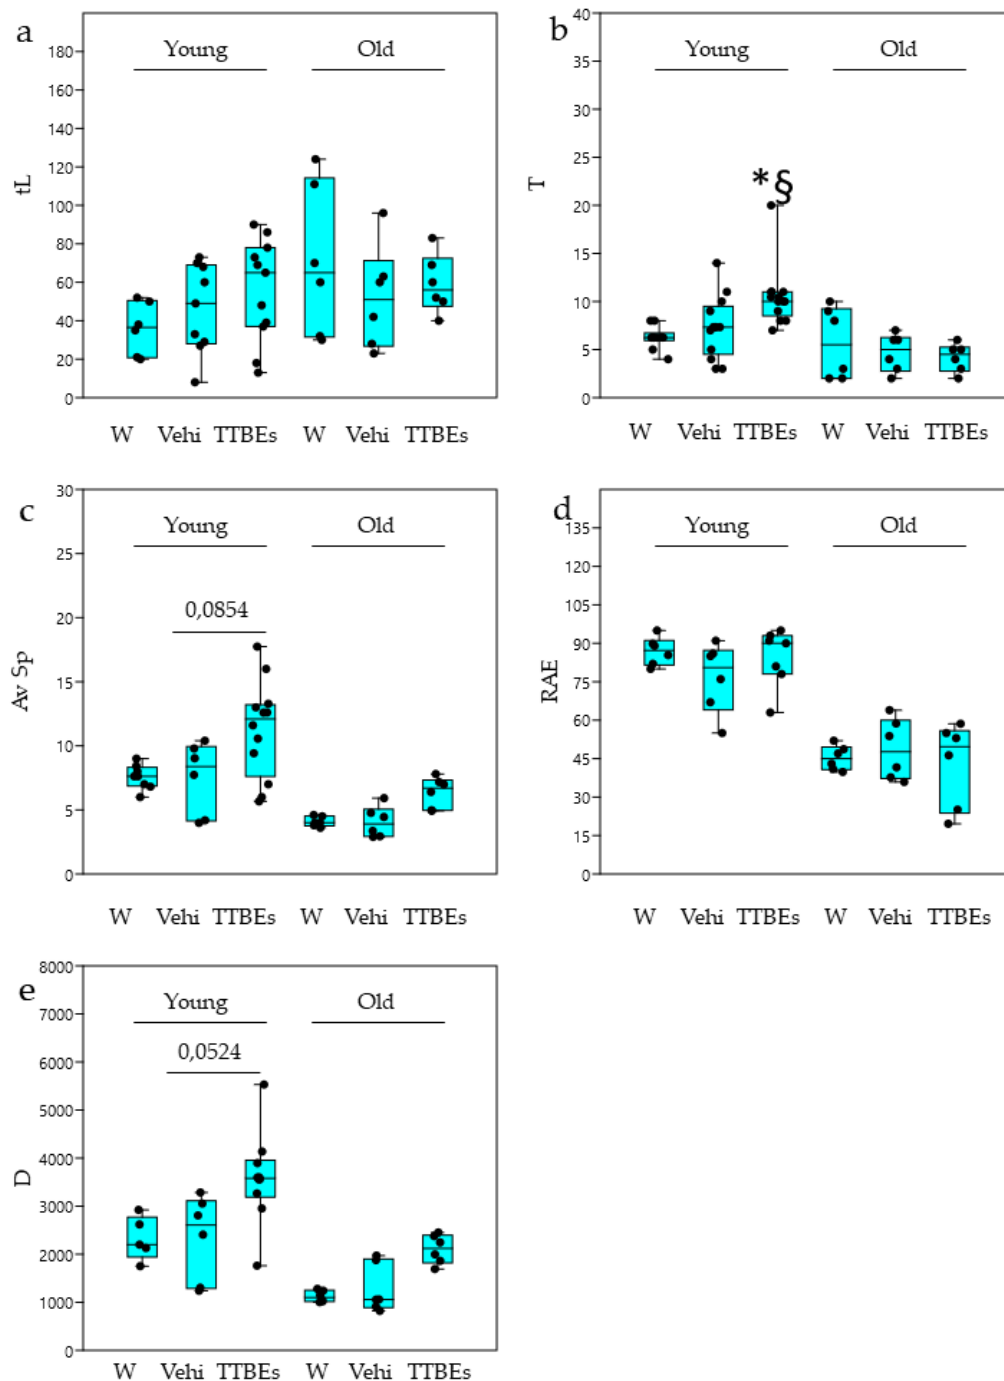 a
Young Old
tL
180
160
140
120
100
80
60
40
20
0
W Vehi TTBEs W Vehi TTBEs
b
Young Old
T
40
35
30
25
20
15
10
5
0
*§
W Vehi TTBEs W Vehi TTBEs
c
Young Old
Av Sp
30
25
20
15
10
5
0
0,0854
W Vehi TTBEs W Vehi TTBEs
d
Young Old
RAE
135
120
105
90
75
60
45
30
15
0
W Vehi TTBEs W Vehi TTBEs
e
Young Old
D
8000
7000
6000
5000
4000
3000
2000
1000
0
0,0524
W Vehi TTBEs W Vehi TTBEs